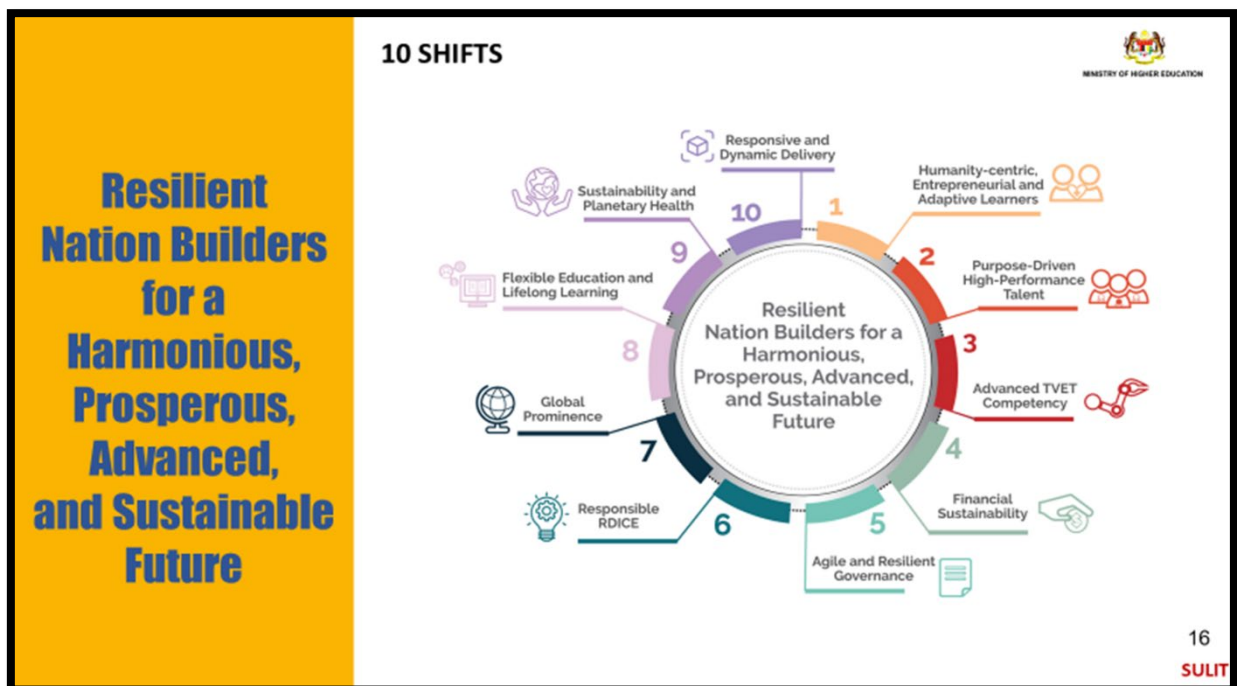 Resilient
Nation Builders
for a
Harmonious,
Prosperous,
Advanced,
and Sustainable
Future
10 SHIFTS
MINISTRY OF HIGHER EDUCATION
1
Humanity-centric,
Entrepreneurial and
Adaptive Learners
2
Purpose-Driven
High-Performance
Talent
3
Advanced TVET
Competency
4
Financial
Sustainability
5
Agile and Resilient
Governance
6
Responsible
RDICE
7
Global
Prominence
8
Flexible Education and
Lifelong Learning
9
Sustainability and
Planetary Health
10
Responsive and
Dynamic Delivery
Resilient
Nation Builders for a
Harmonious,
Prosperous, Advanced,
and Sustainable
Future
16
SULIT